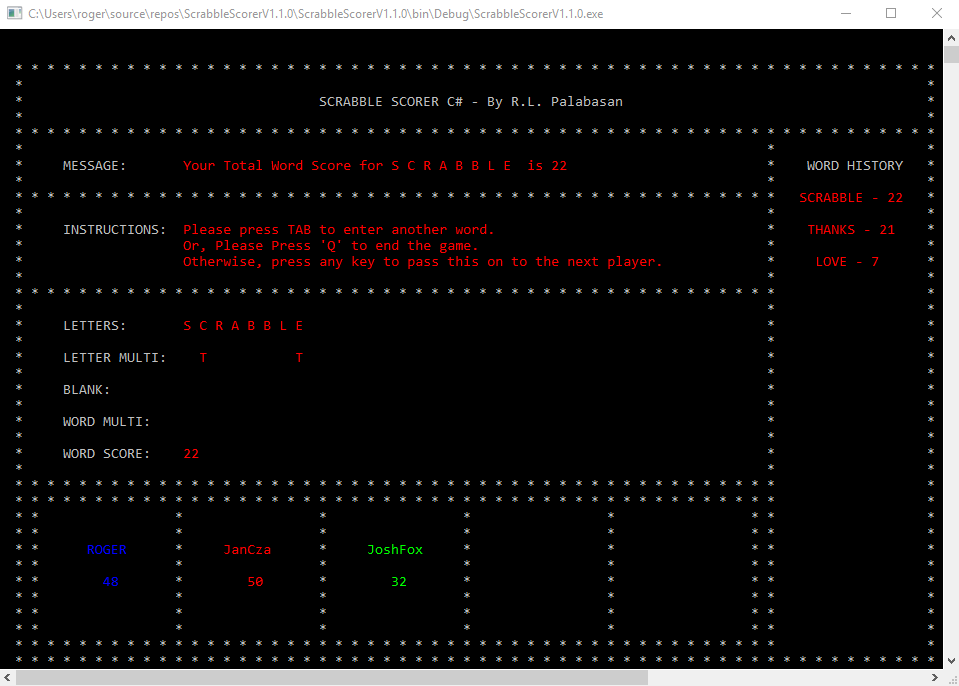 C:\Users\roger\source\repos\ScrabbleScorerV1.1.0\ScrabbleScorerV1.1.0\bin\Debug\ScrabbleScorerV1.1.0.exe
SCRABBLE SCORER C# - By R.L. Palabasan
MESSAGE: Your Total Word Score for S C R A B B L E  is 22
INSTRUCTIONS: Please press TAB to enter another word.
Or, Please Press 'Q' to end the game.
Otherwise, press any key to pass this on to the next player.
LETTERS: S C R A B B L E
LETTER MULTI: T T
BLANK:
WORD MULTI:
WORD SCORE: 22
WORD HISTORY
SCRABBLE - 22
THANKS - 21
LOVE - 7
ROGER JanCza JoshFox
48 50 32